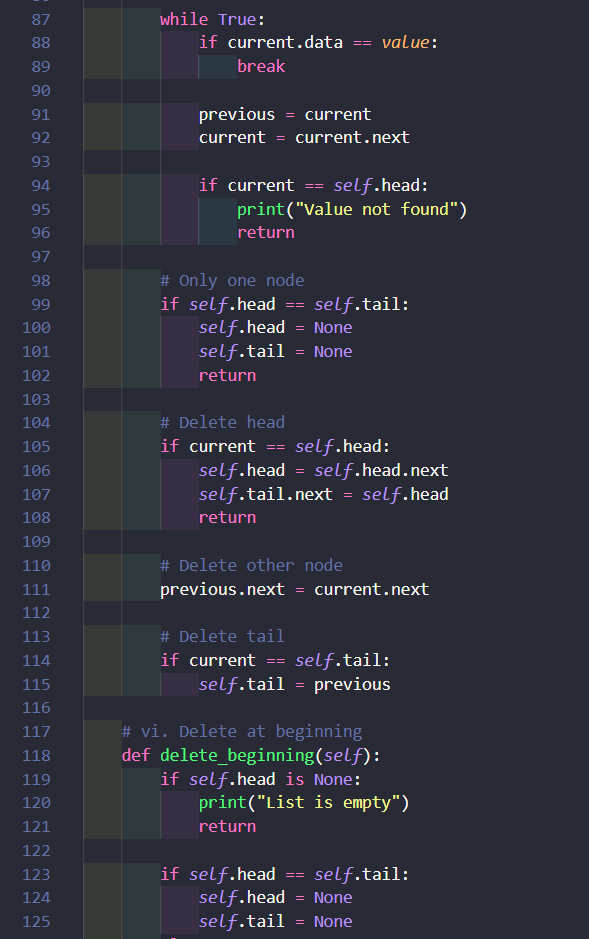 87 while True:
88 if current.data == value:
89 break
90
91 previous = current
92 current = current.next
93
94 if current == self.head:
95 print("Value not found")
96 return
97
98 # Only one node
99 if self.head == self.tail:
100 self.head = None
101 self.tail = None
102 return
103
104 # Delete head
105 if current == self.head:
106 self.head = self.head.next
107 self.tail.next = self.head
108 return
109
110 # Delete other node
111 previous.next = current.next
112
113 # Delete tail
114 if current == self.tail:
115 self.tail = previous
116
117 # vi. Delete at beginning
118 def delete_beginning(self):
119 if self.head is None:
120 print("List is empty")
121 return
122
123 if self.head == self.tail:
124 self.head = None
125 self.tail = None